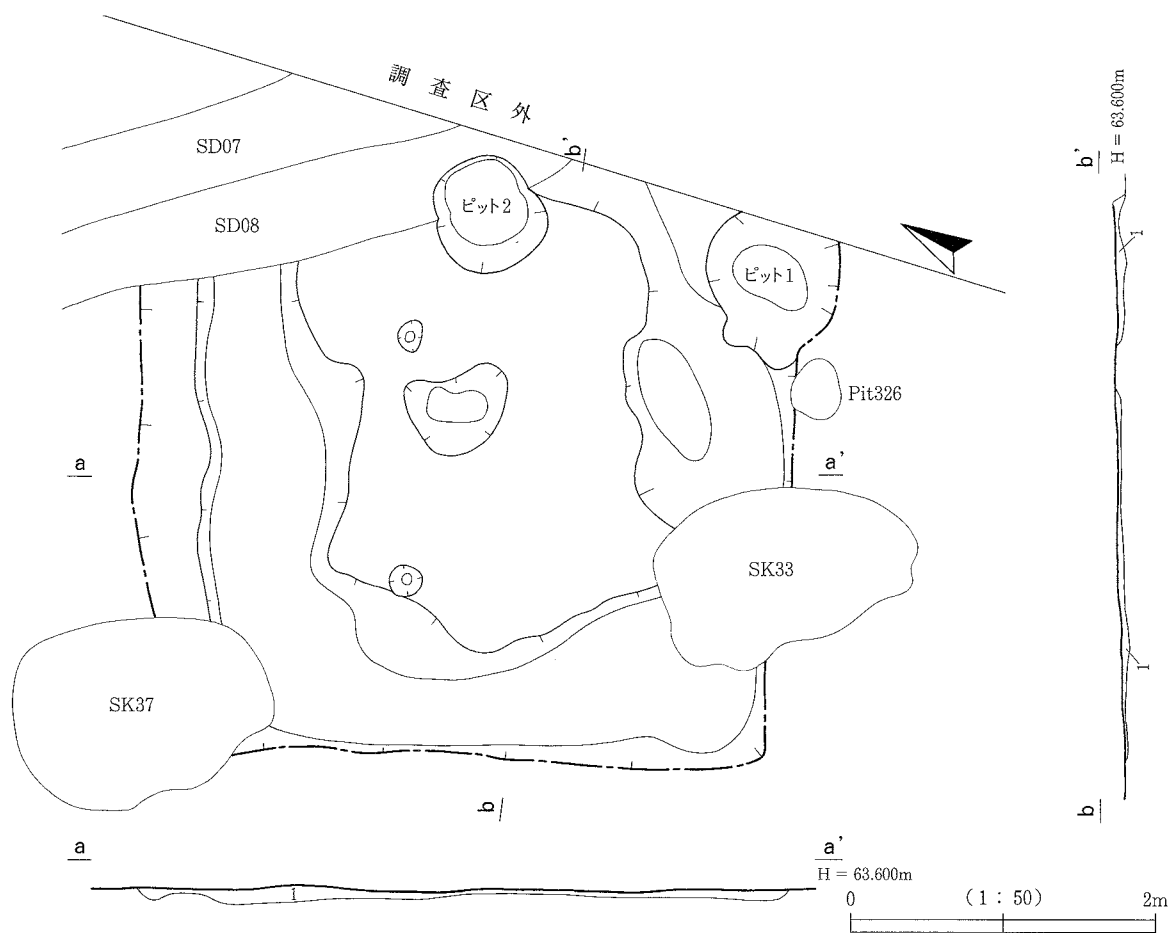 調査区外
SD07
b'
b'
H = 63.600m
ピット2
SD08
1
ピット1
Pit326
a
a'
SK33
1
SK37
b
b
a
a'
H = 63.600m
1
0
(1:50)
2m